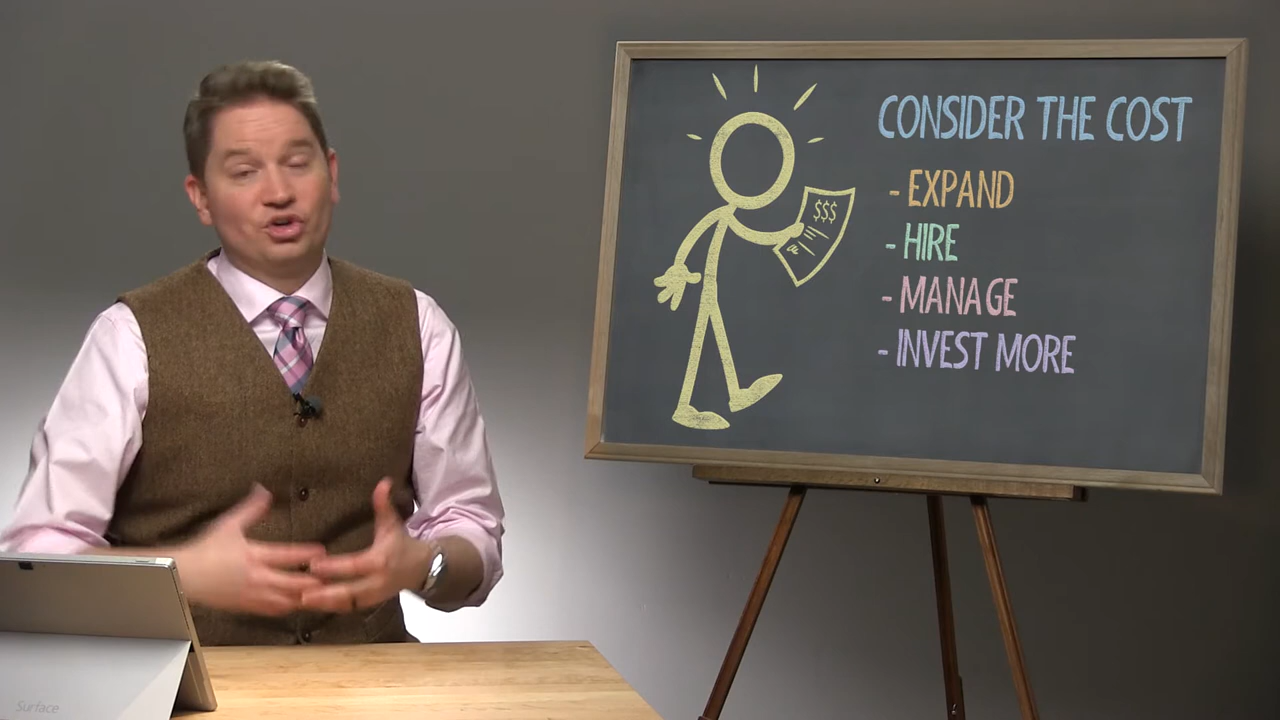 CONSIDER THE COST
$$$
- EXPAND
- HIRE
- MANAGE
- INVEST MORE
Surface